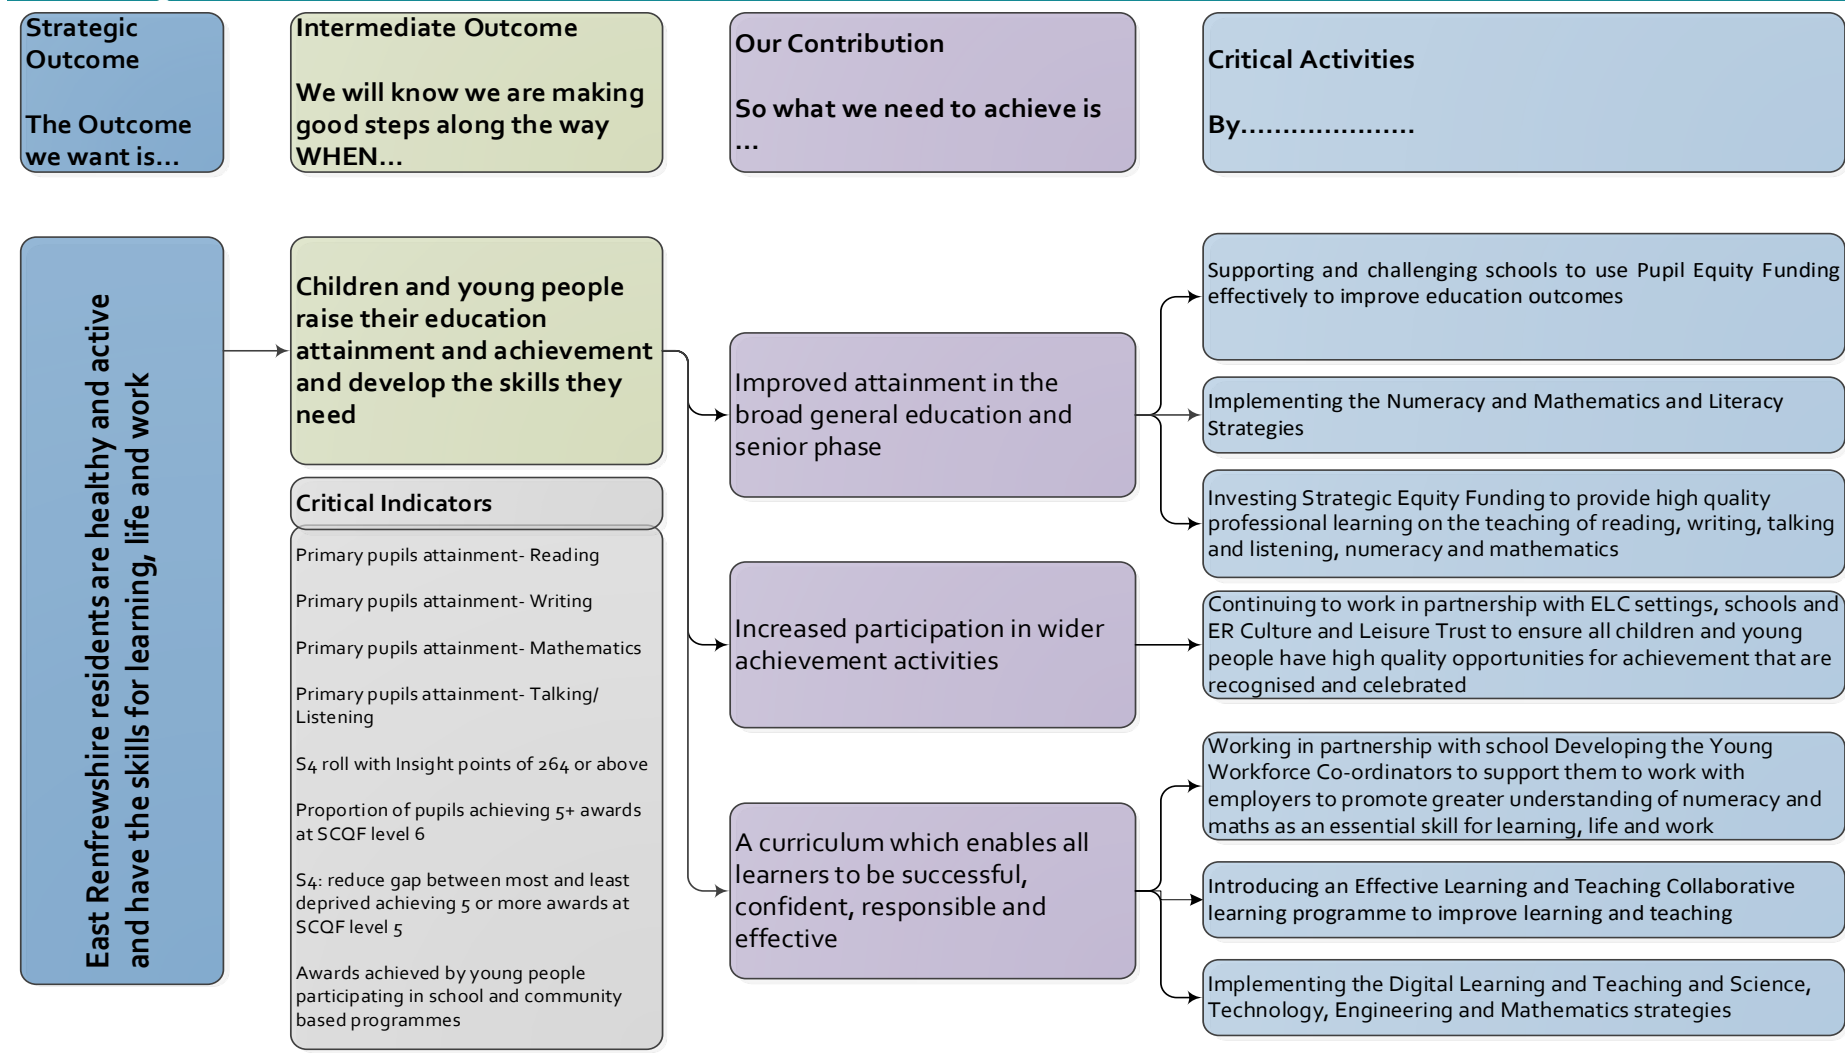 Strategic
Outcome
The Outcome
we want is...
Intermediate Outcome
We will know we are making
good steps along the way
WHEN...
Our Contribution
So what we need to achieve is
...
Critical Activities
By.....................
East Renfrewshire residents are healthy and active
and have the skills for learning, life and work
Children and young people
raise their education
attainment and achievement
and develop the skills they
need
Critical Indicators
Primary pupils attainment- Reading
Primary pupils attainment- Writing
Primary pupils attainment- Mathematics
Primary pupils attainment- Talking/
Listening
S4 roll with Insight points of 264 or above
Proportion of pupils achieving 5+ awards
at SCQF level 6
S4: reduce gap between most and least
deprived achieving 5 or more awards at
SCQF level 5
Awards achieved by young people
participating in school and community
based programmes
Improved attainment in the
broad general education and
senior phase
Increased participation in wider
achievement activities
A curriculum which enables all
learners to be successful,
confident, responsible and
effective
Supporting and challenging schools to use Pupil Equity Funding
effectively to improve education outcomes
Implementing the Numeracy and Mathematics and Literacy
Strategies
Investing Strategic Equity Funding to provide high quality
professional learning on the teaching of reading, writing, talking
and listening, numeracy and mathematics
Continuing to work in partnership with ELC settings, schools and
ER Culture and Leisure Trust to ensure all children and young
people have high quality opportunities for achievement that are
recognised and celebrated
Working in partnership with school Developing the Young
Workforce Co-ordinators to support them to work with
employers to promote greater understanding of numeracy and
maths as an essential skill for learning, life and work
Introducing an Effective Learning and Teaching Collaborative
learning programme to improve learning and teaching
Implementing the Digital Learning and Teaching and Science,
Technology, Engineering and Mathematics strategies